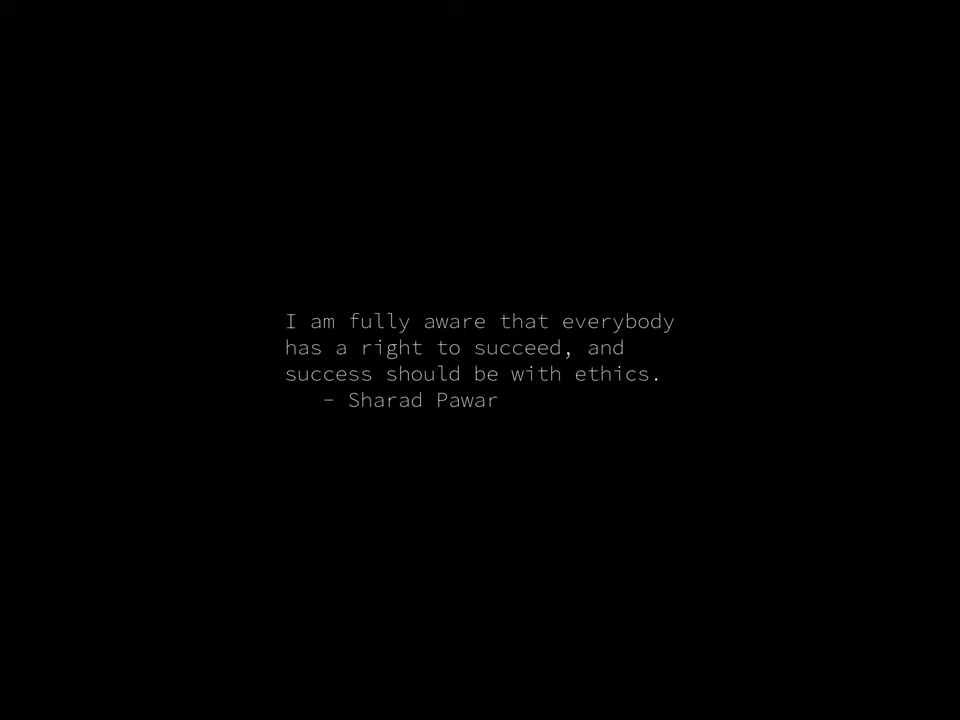 I am fully aware that everybody
has a right to succeed, and
success should be with ethics.
– Sharad Pawar